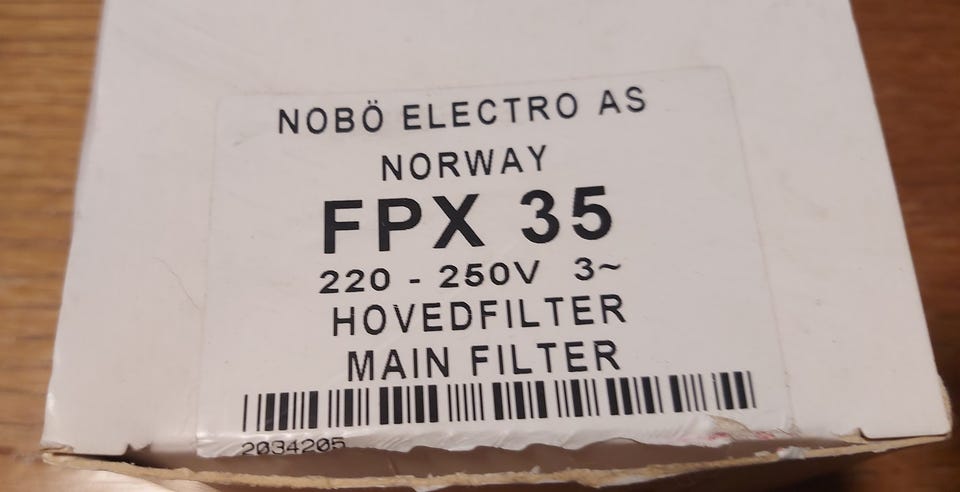 NOBÖ ELECTRO AS
NORWAY
FPX 35
220 - 250V 3~
HOVEDFILTER
MAIN FILTER
2034205